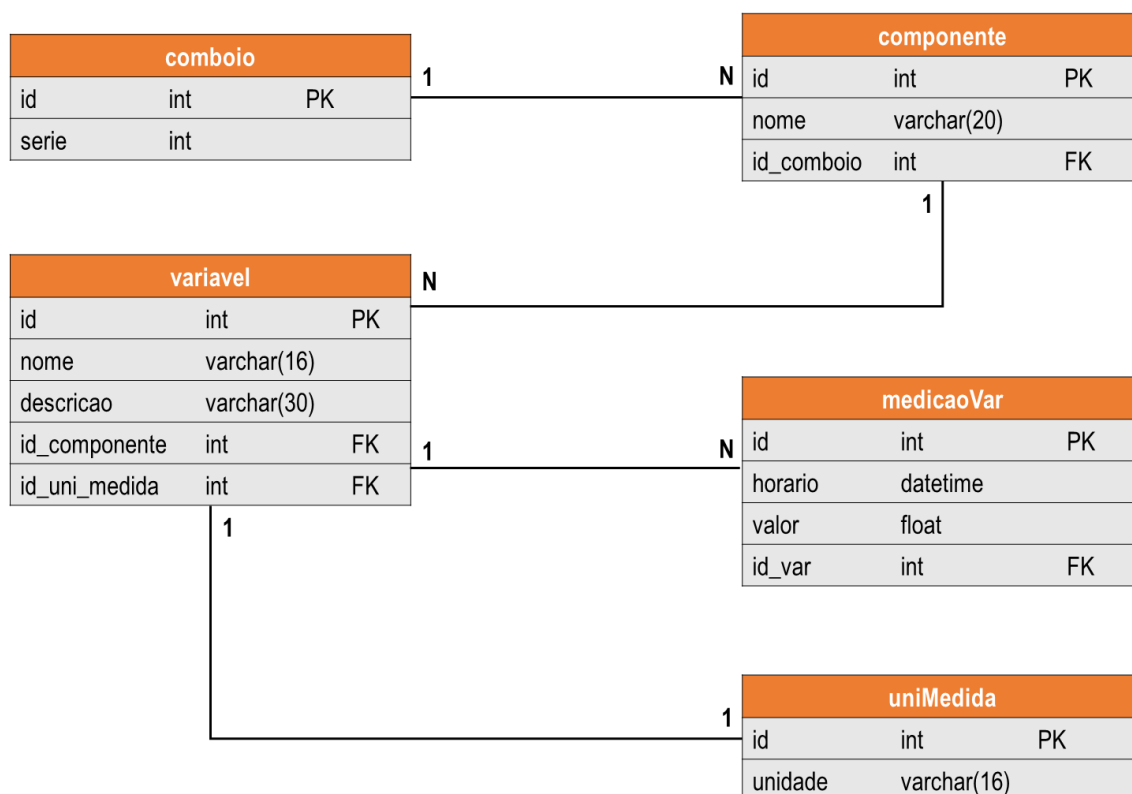 comboio
id int PK
serie int
1 N
componente
id int PK
nome varchar(20)
id_comboio int FK
1
variavel
id int PK
nome varchar(16)
descricao varchar(30)
id_componente int FK
id_uni_medida int FK
N
1 N
1
medicaoVar
id int PK
horario datetime
valor float
id_var int FK
1
uniMedida
id int PK
unidade varchar(16)